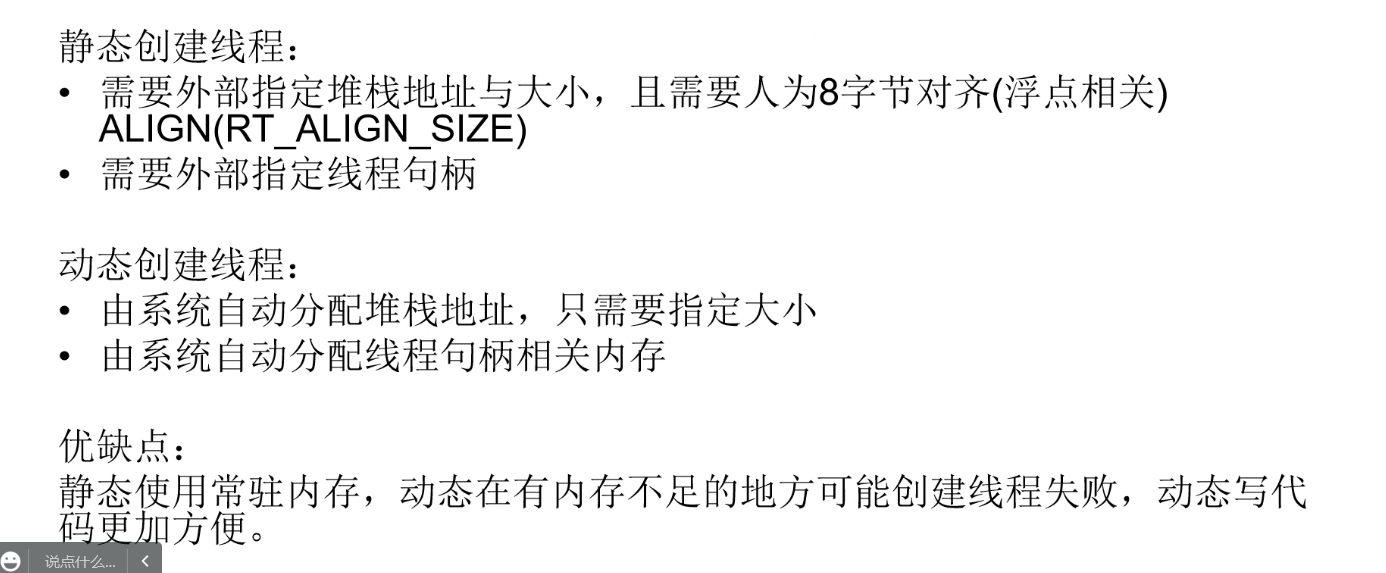 静态创建线程：
• 需要外部指定堆栈地址与大小，且需要人为8字节对齐(浮点相关)
ALIGN(RT_ALIGN_SIZE)
• 需要外部指定线程句柄
动态创建线程：
• 由系统自动分配堆栈地址，只需要指定大小
• 由系统自动分配线程句柄相关内存
优缺点：
静态使用常驻内存，动态在有内存不足的地方可能创建线程失败，动态写代
码更加方便。
说点什么...